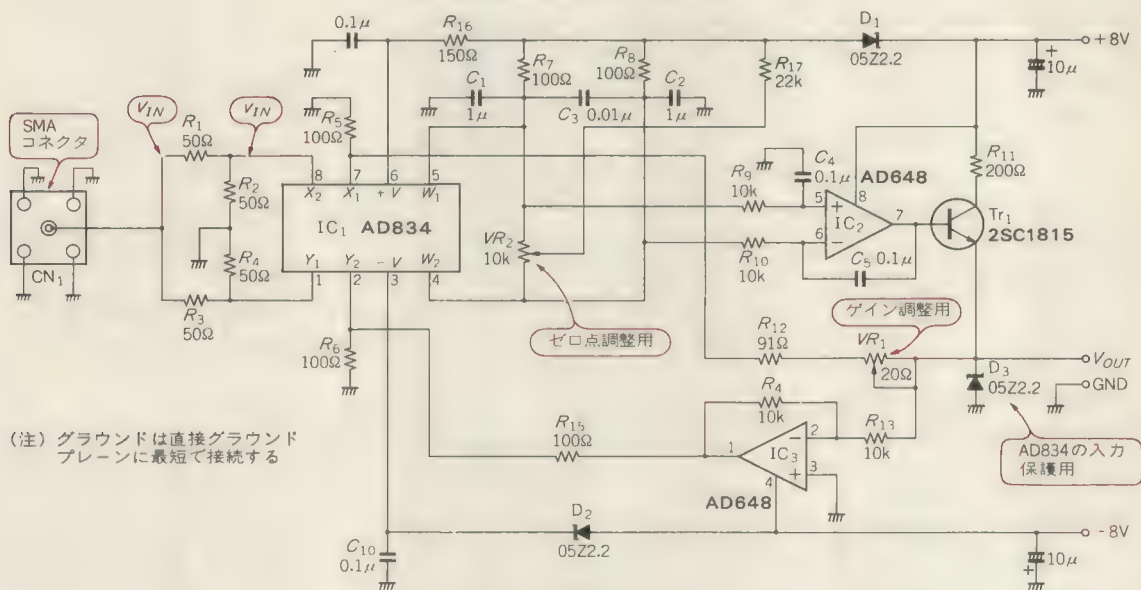 0.1μ
R16
150Ω
D1
05Z2.2
+8V
+
10μ
R7
100Ω
R8
100Ω
R17
22k
C1
1μ
C3 0.01μ
C2
1μ
SMA
コネクタ
VIN
VIN
R1
50Ω
R5
100Ω
R2
50Ω
R4
50Ω
R3
50Ω
CN1
8 7 6 5
X2 X1 +V W1
IC1 AD834
Y1 Y2 -V W2
1 2 3 4
VR2
10k
ゼロ点調整用
R9
10k
C4
0.1μ
AD648
R11
200Ω
5 + 8
IC2 7
6 −
R10
10k
C5 0.1μ
Tr1
2SC1815
ゲイン調整用
R12
91Ω
VR1
20Ω
VOUT
GND
D3
05Z2.2
AD834の入力
保護用
R6
100Ω
R4
10k
R15
100Ω
1 IC3 − 2
+ 3
4
R13
10k
AD648
(注) グラウンドは直接グラウンド
プレーンに最短で接続する
D2
05Z2.2
C10
0.1μ
-8V
10μ
+